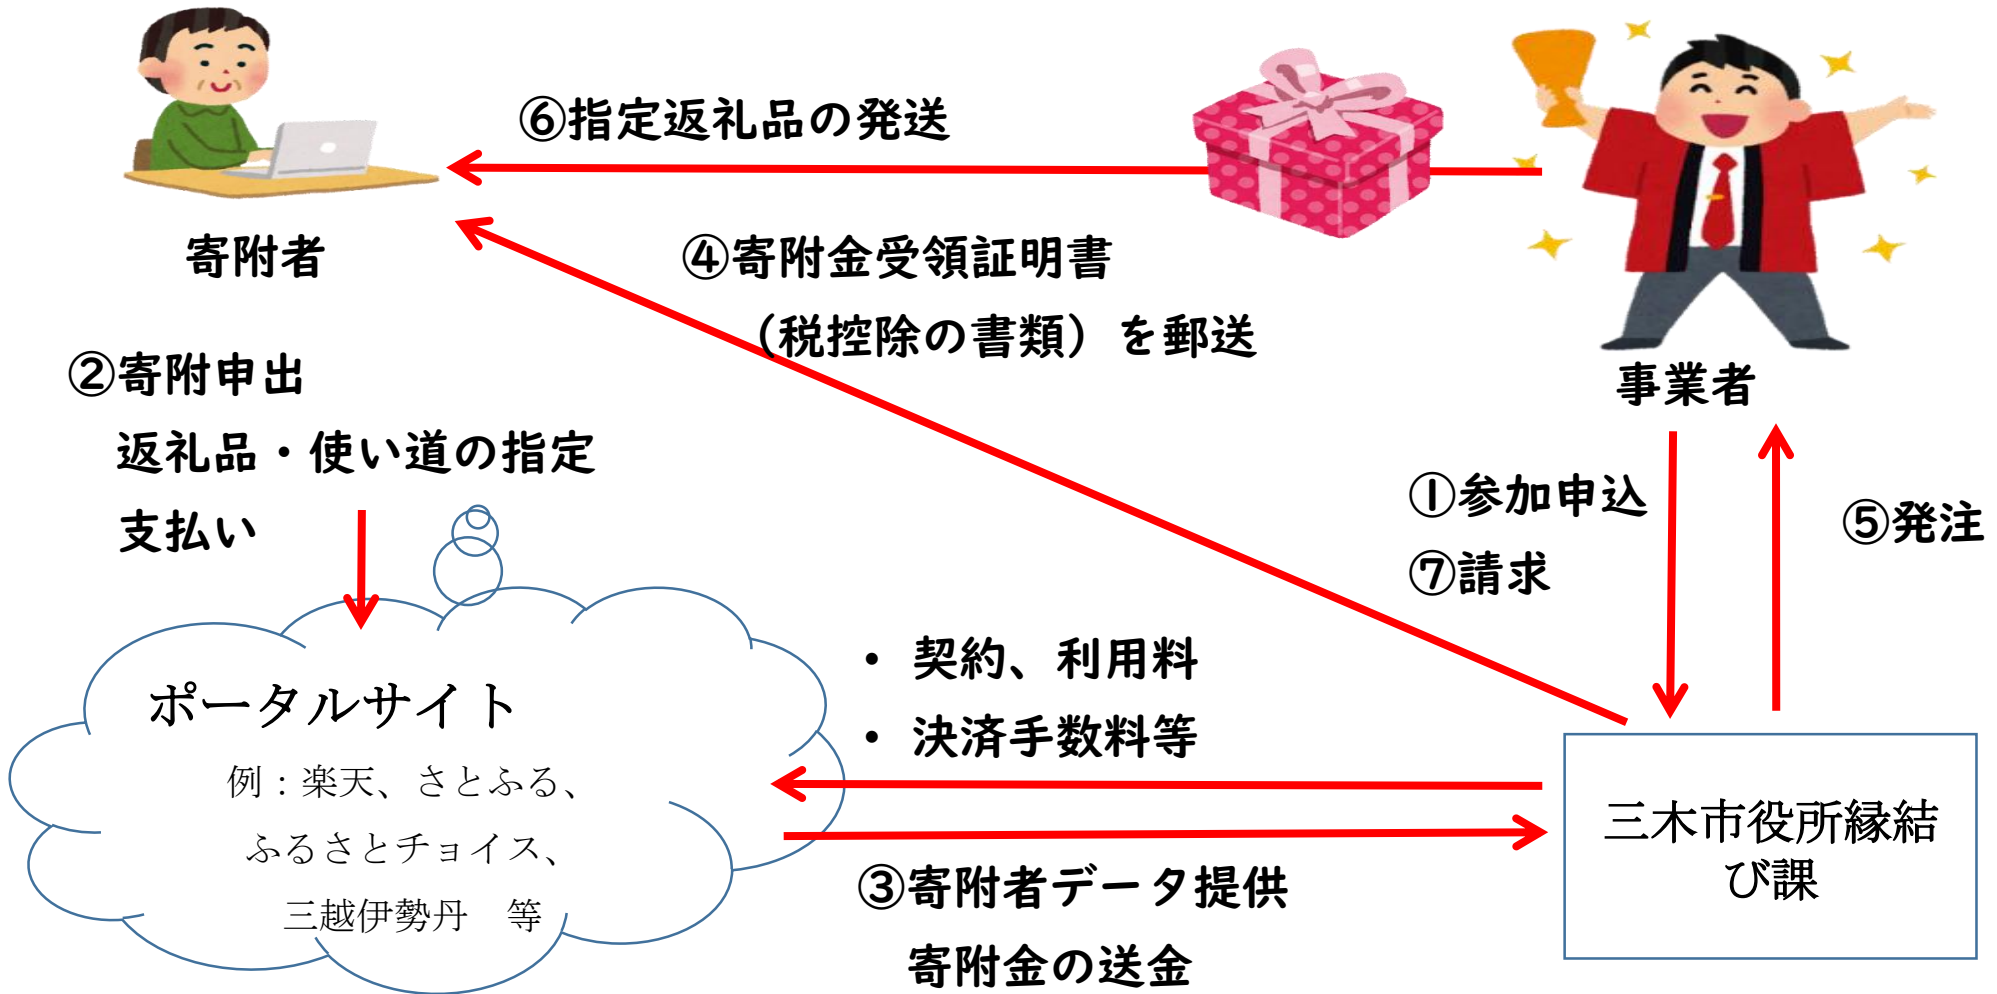 ⑥指定返礼品の発送
寄附者
④寄附金受領証明書
（税控除の書類）を郵送
事業者
②寄附申出
返礼品・使い道の指定
支払い
①参加申込
⑦請求
⑤発注
・契約、利用料
・決済手数料等
ポータルサイト
例：楽天、さとふる、
ふるさとチョイス、
三越伊勢丹　等
三木市役所縁結
び課
③寄附者データ提供
寄附金の送金